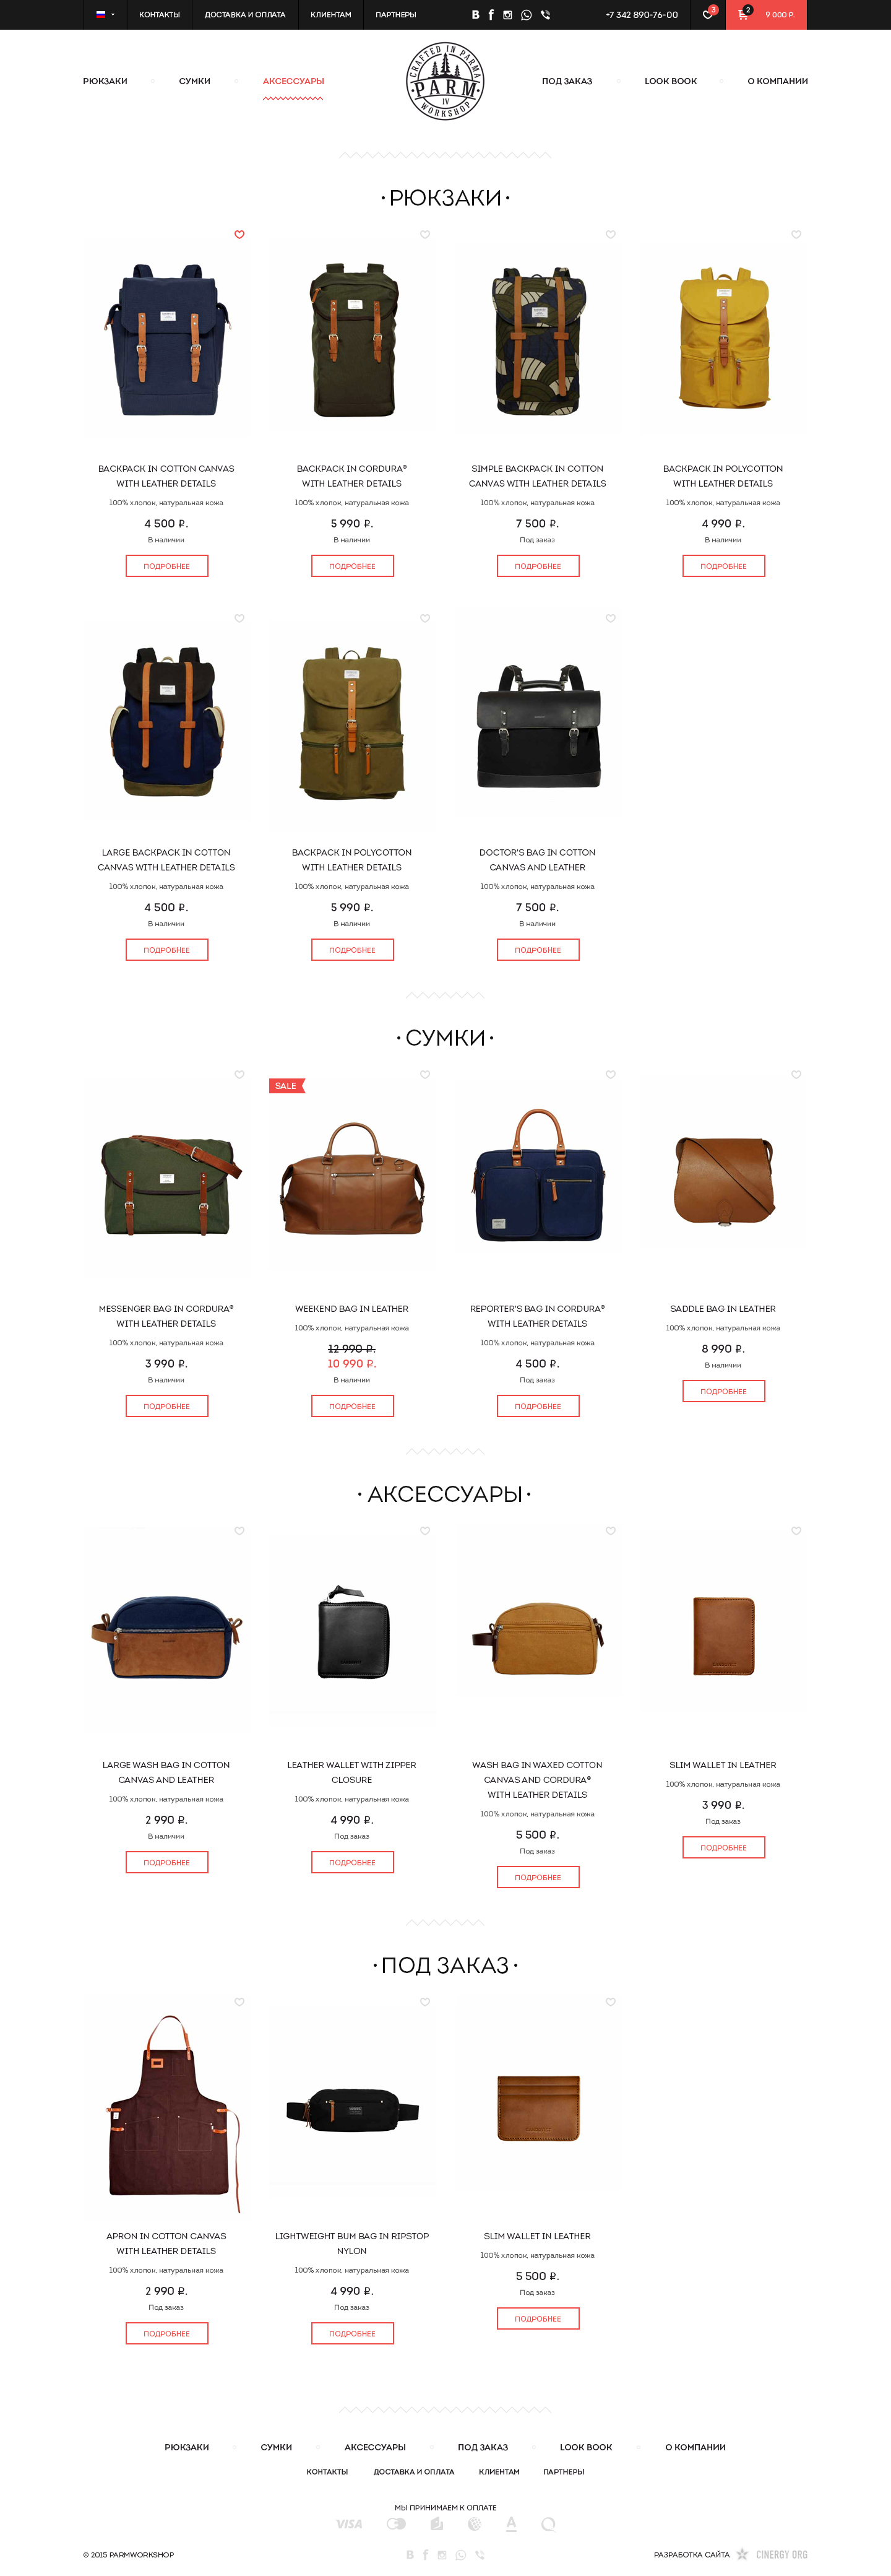 КОНТАКТЫ ДОСТАВКА И ОПЛАТА КЛИЕНТАМ ПАРТНЕРЫ +7 342 890-76-00 3 2 9 000 Р.
РЮКЗАКИ СУМКИ АКСЕССУАРЫ ПОД ЗАКАЗ LOOK BOOK О КОМПАНИИ
CRAFTED IN PARMA
PARM
IV
WORKSHOP
· РЮКЗАКИ ·
BACKPACK IN COTTON CANVAS
WITH LEATHER DETAILS
100% хлопок, натуральная кожа
4 500 ₽.
В наличии
ПОДРОБНЕЕ
BACKPACK IN CORDURA®
WITH LEATHER DETAILS
100% хлопок, натуральная кожа
5 990 ₽.
В наличии
ПОДРОБНЕЕ
SIMPLE BACKPACK IN COTTON
CANVAS WITH LEATHER DETAILS
100% хлопок, натуральная кожа
7 500 ₽.
Под заказ
ПОДРОБНЕЕ
BACKPACK IN POLYCOTTON
WITH LEATHER DETAILS
100% хлопок, натуральная кожа
4 990 ₽.
В наличии
ПОДРОБНЕЕ
LARGE BACKPACK IN COTTON
CANVAS WITH LEATHER DETAILS
100% хлопок, натуральная кожа
4 500 ₽.
В наличии
ПОДРОБНЕЕ
BACKPACK IN POLYCOTTON
WITH LEATHER DETAILS
100% хлопок, натуральная кожа
5 990 ₽.
В наличии
ПОДРОБНЕЕ
DOCTOR'S BAG IN COTTON
CANVAS AND LEATHER
100% хлопок, натуральная кожа
7 500 ₽.
В наличии
ПОДРОБНЕЕ
· СУМКИ ·
MESSENGER BAG IN CORDURA®
WITH LEATHER DETAILS
100% хлопок, натуральная кожа
3 990 ₽.
В наличии
ПОДРОБНЕЕ
SALE
WEEKEND BAG IN LEATHER
100% хлопок, натуральная кожа
12 990 ₽.
10 990 ₽.
В наличии
ПОДРОБНЕЕ
REPORTER'S BAG IN CORDURA®
WITH LEATHER DETAILS
100% хлопок, натуральная кожа
4 500 ₽.
Под заказ
ПОДРОБНЕЕ
SADDLE BAG IN LEATHER
100% хлопок, натуральная кожа
8 990 ₽.
В наличии
ПОДРОБНЕЕ
· АКСЕССУАРЫ ·
LARGE WASH BAG IN COTTON
CANVAS AND LEATHER
100% хлопок, натуральная кожа
2 990 ₽.
В наличии
ПОДРОБНЕЕ
LEATHER WALLET WITH ZIPPER
CLOSURE
100% хлопок, натуральная кожа
4 990 ₽.
Под заказ
ПОДРОБНЕЕ
WASH BAG IN WAXED COTTON
CANVAS AND CORDURA®
WITH LEATHER DETAILS
100% хлопок, натуральная кожа
5 500 ₽.
Под заказ
ПОДРОБНЕЕ
SLIM WALLET IN LEATHER
100% хлопок, натуральная кожа
3 990 ₽.
Под заказ
ПОДРОБНЕЕ
· ПОД ЗАКАЗ ·
APRON IN COTTON CANVAS
WITH LEATHER DETAILS
100% хлопок, натуральная кожа
2 990 ₽.
Под заказ
ПОДРОБНЕЕ
LIGHTWEIGHT BUM BAG IN RIPSTOP
NYLON
100% хлопок, натуральная кожа
4 990 ₽.
Под заказ
ПОДРОБНЕЕ
SLIM WALLET IN LEATHER
100% хлопок, натуральная кожа
5 500 ₽.
Под заказ
ПОДРОБНЕЕ
РЮКЗАКИ СУМКИ АКСЕССУАРЫ ПОД ЗАКАЗ LOOK BOOK О КОМПАНИИ
КОНТАКТЫ ДОСТАВКА И ОПЛАТА КЛИЕНТАМ ПАРТНЕРЫ
МЫ ПРИНИМАЕМ К ОПЛАТЕ
VISA
© 2015 PARMWORKSHOP РАЗРАБОТКА САЙТА CINERGY ORG